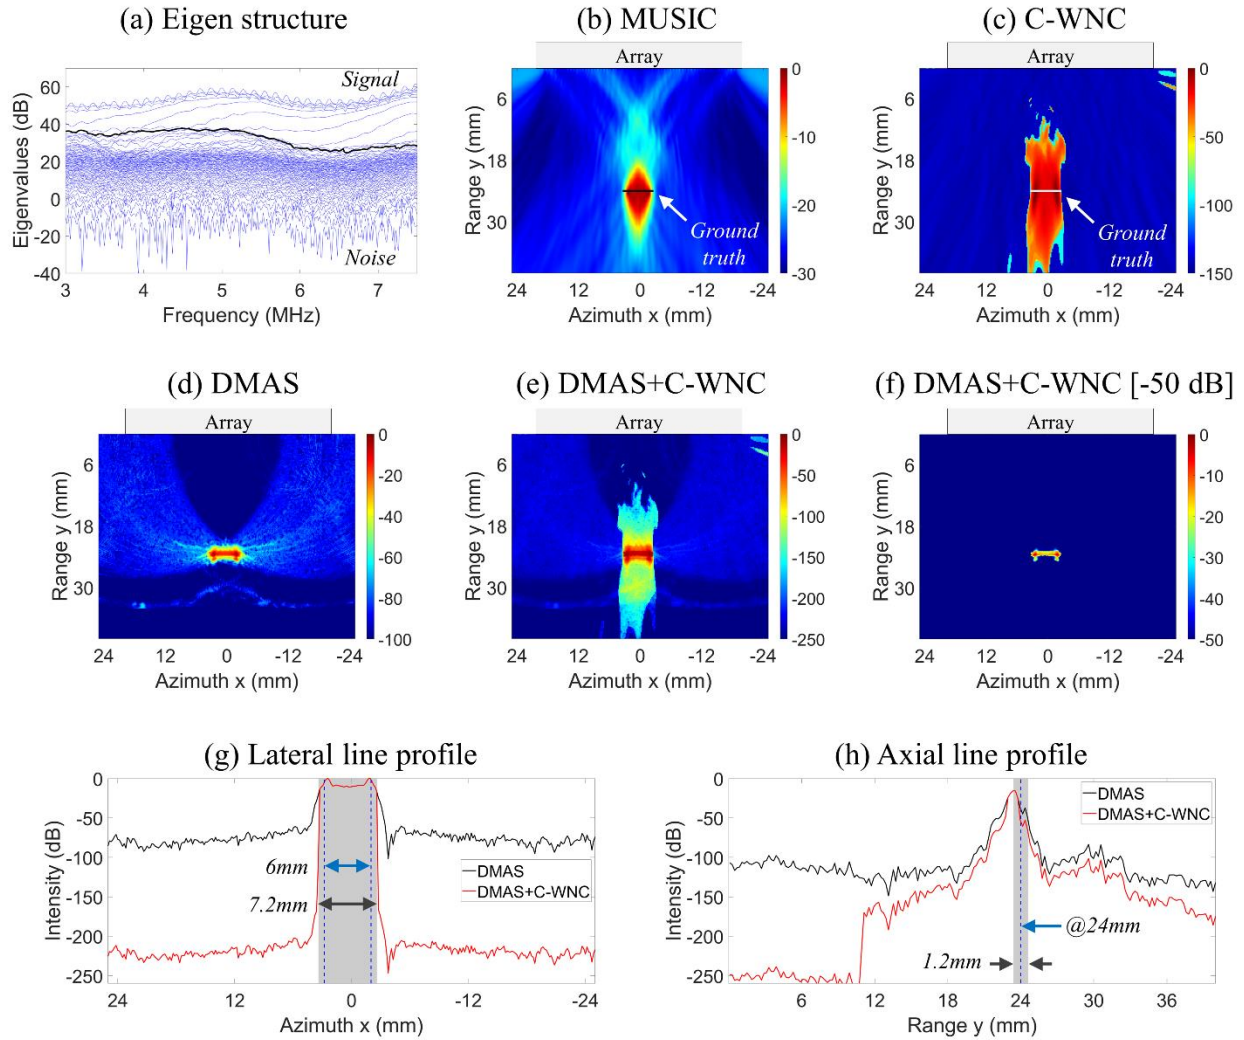 (a) Eigen structure
60
40
20
0
-20
-40
Eigenvalues (dB)
Signal
Noise
3 4 5 6 7
Frequency (MHz)
(b) MUSIC
Array
6
18
30
Range y (mm)
Ground
truth
24 12 0 -12 -24
Azimuth x (mm)
0
-10
-20
-30
(c) C-WNC
Array
6
18
30
Range y (mm)
Ground
truth
24 12 0 -12 -24
Azimuth x (mm)
0
-50
-100
-150
(d) DMAS
Array
6
18
30
Range y (mm)
24 12 0 -12 -24
Azimuth x (mm)
0
-20
-40
-60
-80
-100
(e) DMAS+C-WNC
Array
6
18
30
Range y (mm)
24 12 0 -12 -24
Azimuth x (mm)
0
-50
-100
-150
-200
-250
(f) DMAS+C-WNC [-50 dB]
Array
6
18
30
Range y (mm)
24 12 0 -12 -24
Azimuth x (mm)
0
-10
-20
-30
-40
-50
(g) Lateral line profile
0
-50
-100
-150
-200
-250
Intensity (dB)
6mm
7.2mm
DMAS
DMAS+C-WNC
24 12 0 -12 -24
Azimuth x (mm)
(h) Axial line profile
0
-50
-100
-150
-200
-250
Intensity (dB)
DMAS
DMAS+C-WNC
@24mm
1.2mm
6 12 18 24 30 36
Range y (mm)